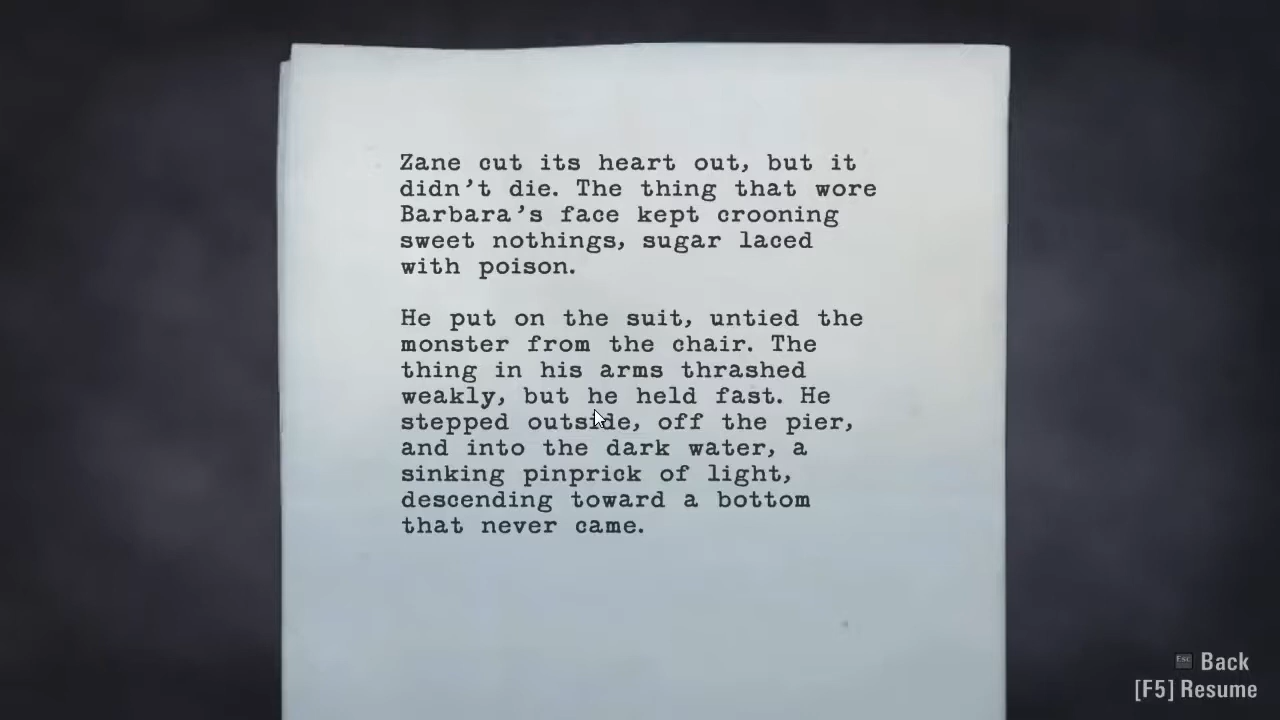 Zane cut its heart out, but it
didn't die. The thing that wore
Barbara's face kept crooning
sweet nothings, sugar laced
with poison.
He put on the suit, untied the
monster from the chair. The
thing in his arms thrashed
weakly, but he held fast. He
stepped outside, off the pier,
and into the dark water, a
sinking pinprick of light,
descending toward a bottom
that never came.
Esc Back
[F5] Resume